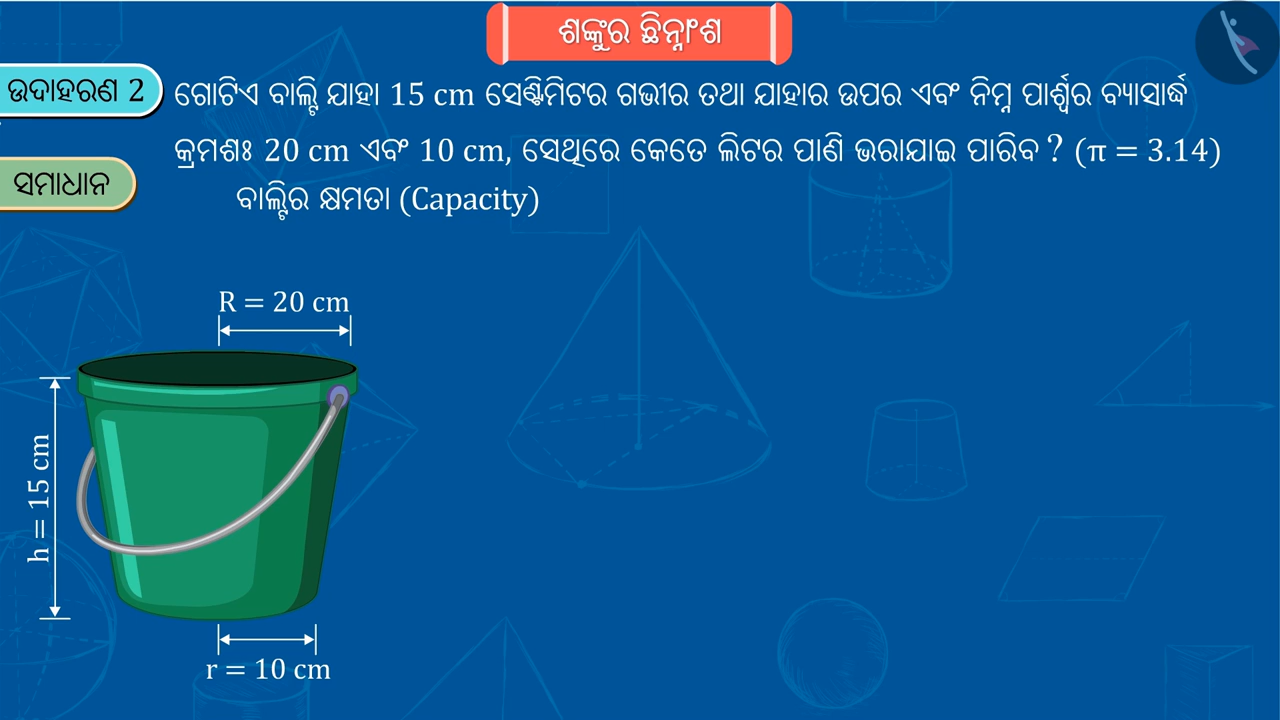 ଶଙ୍କୁର ଛିନ୍ନାଂଶ
ଉଦାହରଣ 2
ଗୋଟିଏ ବାଲ୍ଟି ଯାହା 15 cm ସେଣ୍ଟିମିଟର ଗଭୀର ତଥା ଯାହାର ଉପର ଏବଂ ନିମ୍ନ ପାର୍ଶ୍ୱର ବ୍ୟାସାର୍ଦ୍ଧ
କ୍ରମଶଃ 20 cm ଏବଂ 10 cm, ସେଥିରେ କେତେ ଲିଟର ପାଣି ଭରାଯାଇ ପାରିବ ? (π = 3.14)
ସମାଧାନ
ବାଲ୍ଟିର କ୍ଷମତା (Capacity)
R = 20 cm
h = 15 cm
r = 10 cm